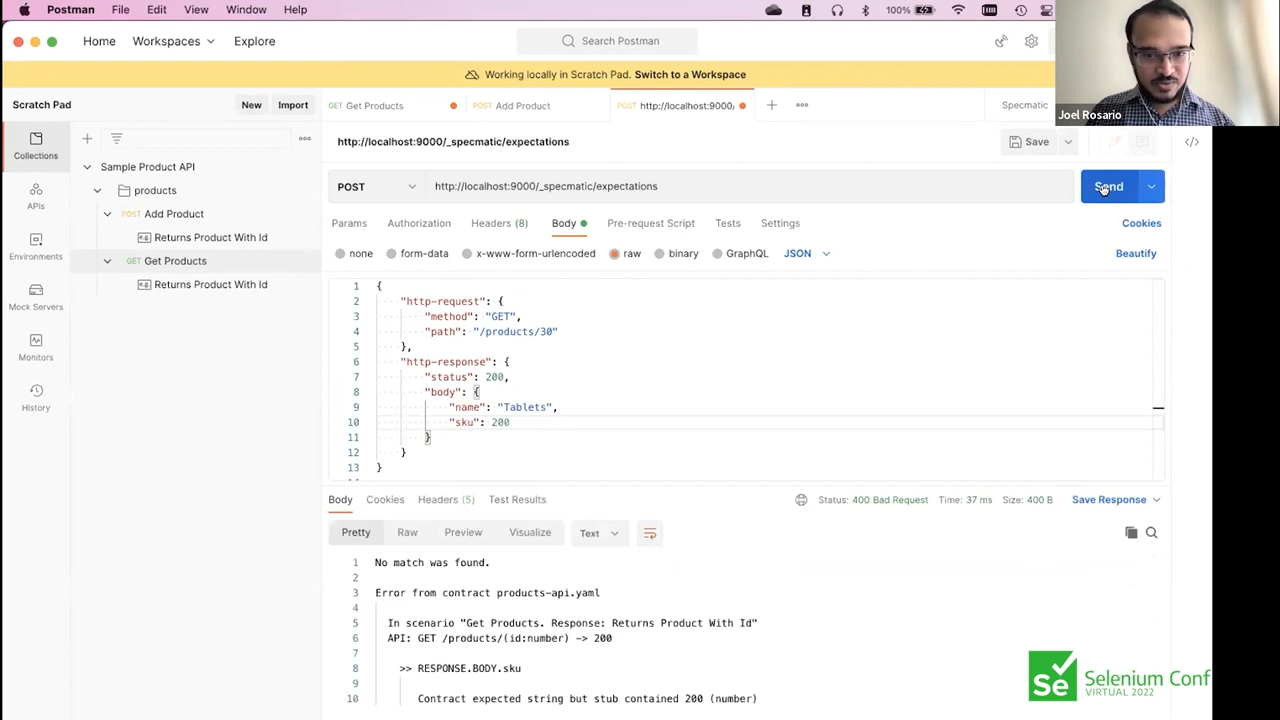 Postman File Edit View Window Help 100%
Home Workspaces Explore Search Postman
Working locally in Scratch Pad. Switch to a Workspace
Scratch Pad New Import GET Get Products POST Add Product POST http://localhost:9000/ Specmatic
Joel Rosario
http://localhost:9000/_specmatic/expectations Save
Collections
Sample Product API
products
POST http://localhost:9000/_specmatic/expectations Send
APIs
POST Add Product
Params Authorization Headers (8) Body Pre-request Script Tests Settings Cookies
Returns Product With Id
Environments
none form-data x-www-form-urlencoded raw binary GraphQL JSON Beautify
GET Get Products
Returns Product With Id
Mock Servers
Monitors
History
1 {
2 "http-request": {
3 "method": "GET",
4 "path": "/products/30"
5 },
6 "http-response": {
7 "status": 200,
8 "body": {
9 "name": "Tablets",
10 "sku": 200
11 }
12 }
13 }
Body Cookies Headers (5) Test Results Status: 400 Bad Request Time: 37 ms Size: 400 B Save Response
Pretty Raw Preview Visualize Text
1 No match was found.
2
3 Error from contract products-api.yaml
4
5 In scenario "Get Products. Response: Returns Product With Id"
6 API: GET /products/(id:number) -> 200
7
8 >> RESPONSE.BODY.sku
9
10 Contract expected string but stub contained 200 (number)
Se Selenium Conf
VIRTUAL 2022